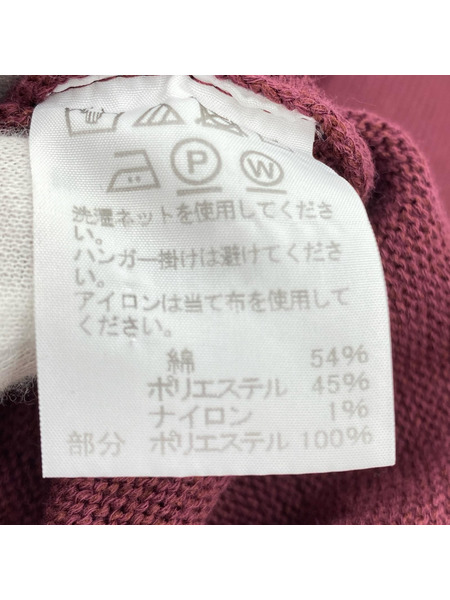 P W
洗濯ネットを使用してくださ
い。
ハンガー掛けは避けてくださ
い。
アイロンは当て布を使用して
ください。
綿 54%
ポリエステル 45%
ナイロン 1%
部分 ポリエステル 100%